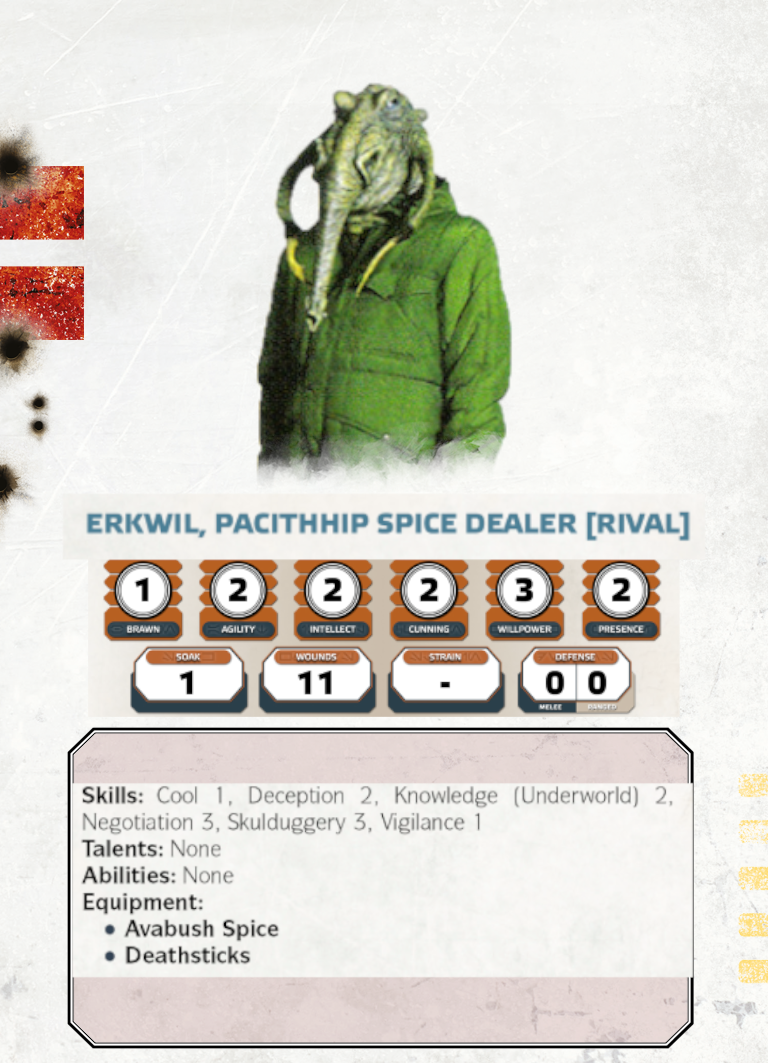 ERKWIL, PACITHHIP SPICE DEALER [RIVAL]
1 2 2 2 3 2
BRAWN AGILITY INTELLECT CUNNING WILLPOWER PRESENCE
SOAK WOUNDS STRAIN DEFENSE
1 11 - 0 0
MELEE RANGED
Skills: Cool 1, Deception 2, Knowledge (Underworld) 2,
Negotiation 3, Skulduggery 3, Vigilance 1
Talents: None
Abilities: None
Equipment:
• Avabush Spice
• Deathsticks